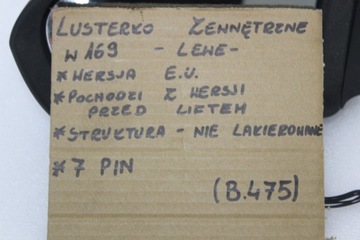 LUSTERKO ZEWNĘTRZNE
W169 - LEWE -
* WERSJA E.U.
* POCHODZI Z WERSJI
PRZED LIFTEM
* STRUKTURA - NIE LAKIEROWANE
* 7 PIN
(B.475)